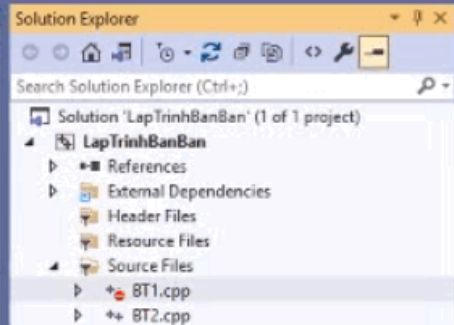 Solution Explorer
Search Solution Explorer (Ctrl+;)
Solution 'LapTrinhBanBan' (1 of 1 project)
LapTrinhBanBan
References
External Dependencies
Header Files
Resource Files
Source Files
BT1.cpp
BT2.cpp